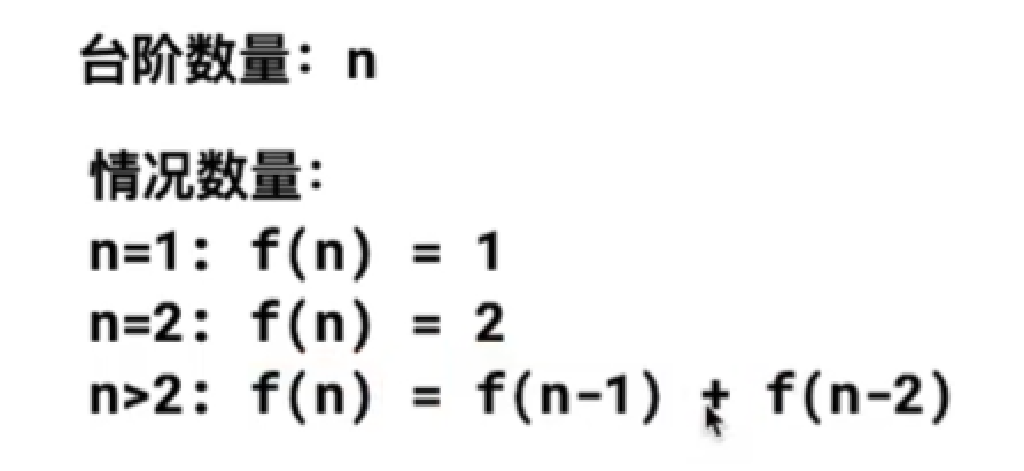 台阶数量：n
情况数量：
n=1: f(n) = 1
n=2: f(n) = 2
n>2: f(n) = f(n-1) + f(n-2)